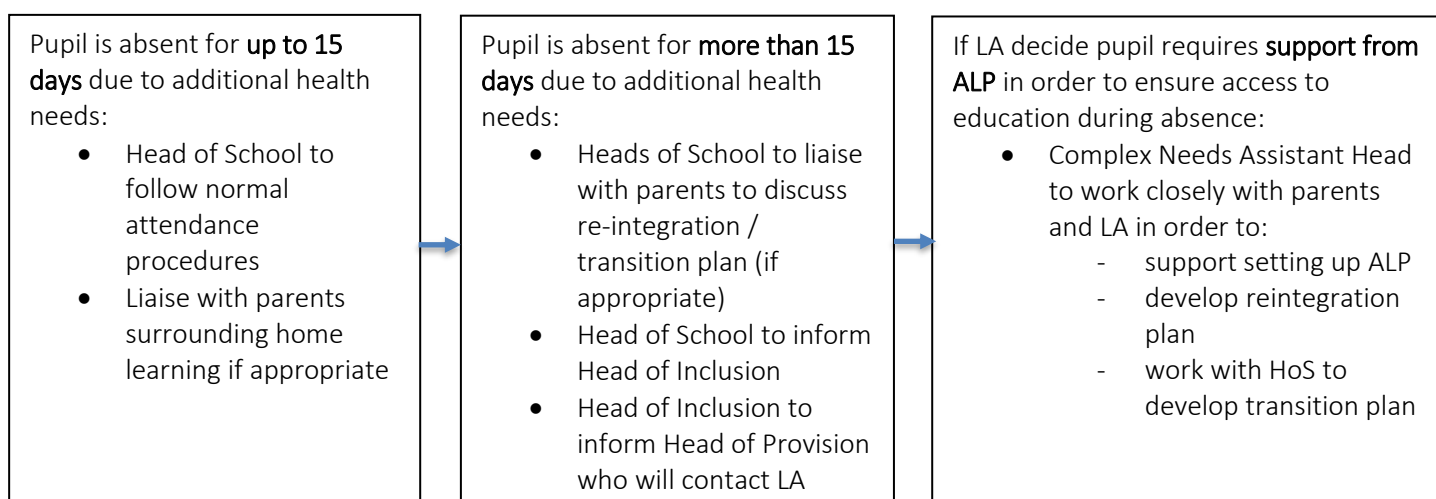 Pupil is absent for up to 15
days due to additional health
needs:
• Head of School to
follow normal
attendance
procedures
• Liaise with parents
surrounding home
learning if appropriate
Pupil is absent for more than 15
days due to additional health
needs:
• Heads of School to liaise
with parents to discuss
re-integration /
transition plan (if
appropriate)
• Head of School to inform
Head of Inclusion
• Head of Inclusion to
inform Head of Provision
who will contact LA
If LA decide pupil requires support from
ALP in order to ensure access to
education during absence:
• Complex Needs Assistant Head
to work closely with parents
and LA in order to:
- support setting up ALP
- develop reintegration
plan
- work with HoS to
develop transition plan